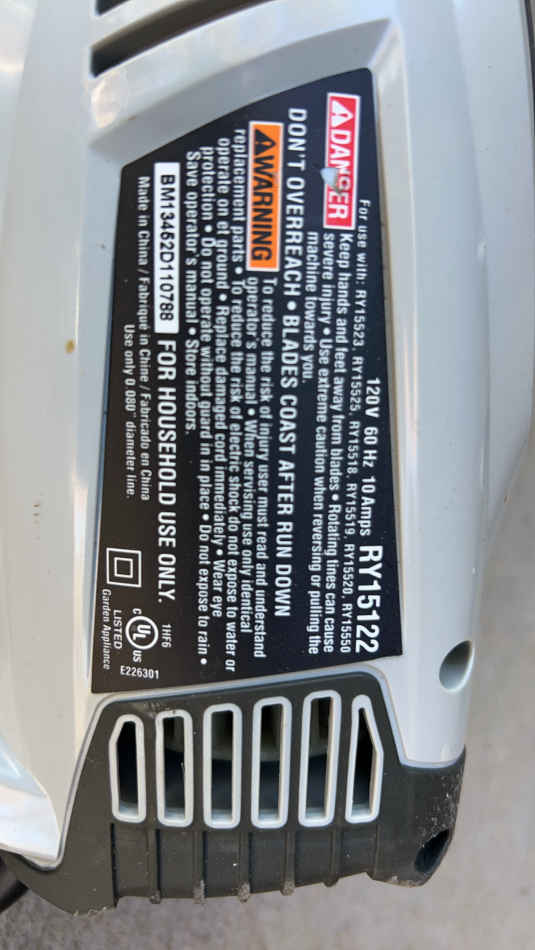 120V 60 Hz 10 Amps RY15122
For use with: RY15523, RY15525, RY15518, RY15519, RY15520, RY15550
DANGER
Keep hands and feet away from blades • Rotating tines can cause
severe injury • Use extreme caution when reversing or pulling the
machine towards you.
DON'T OVERREACH • BLADES COAST AFTER RUN DOWN
WARNING
To reduce the risk of injury user must read and understand
operator's manual • When servicing use only identical
replacement parts • To reduce the risk of electric shock do not expose to water or
operate on wet ground • Replace damaged cord immediately • Wear eye
protection • Do not operate without guard in place • Do not expose to rain •
Save operator's manual • Store indoors.
BM13452D110788
FOR HOUSEHOLD USE ONLY.
Made in China / Fabriqué en Chine / Fabricado en China
Use only 0.080" diameter line.
1HF6
C UL US
LISTED
E226301
Garden Appliance